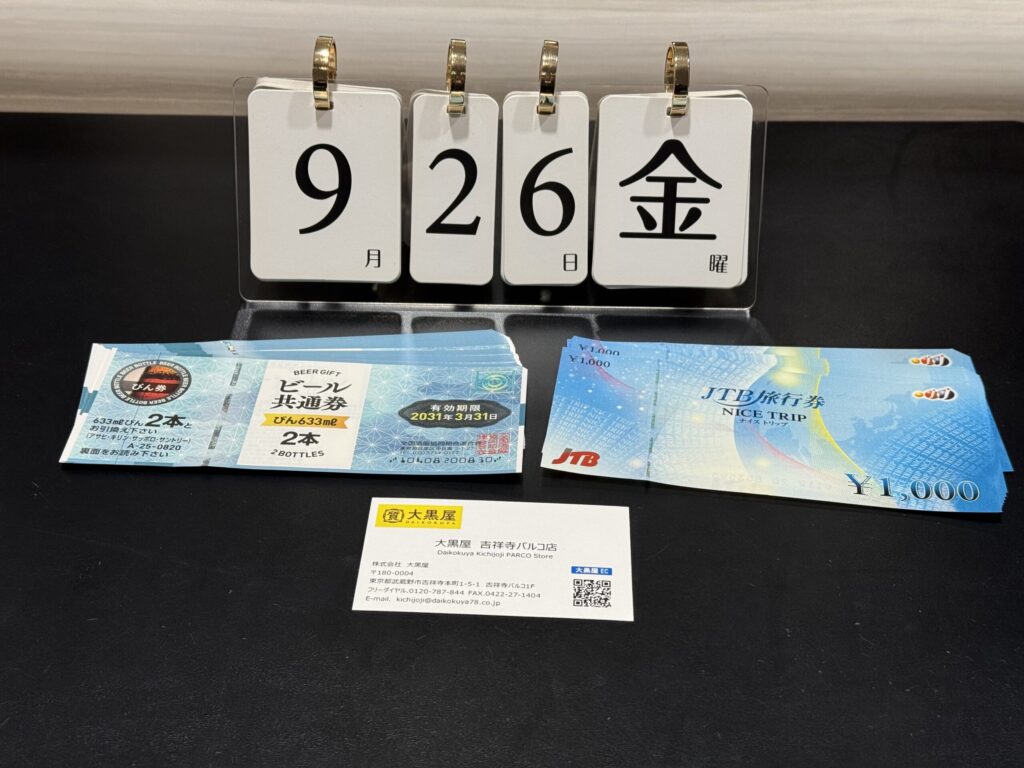 9月
26日
金曜
BEER GIFT
ビール
共通券
びん633mℓ
2本
2 BOTTLES
びん券
633mℓびん2本と
お引換え下さい
(アサヒ・キリン・サッポロ・サントリー)
A-25-0820
裏面をお読み下さい
有効期限
2031年3月31日
¥1,000
¥1,000
JTB旅行券
NICE TRIP
ナイストリップ
JTB
¥1,000
大黒屋
DAIKOKUYA
大黒屋 吉祥寺パルコ店
Daikokuya Kichijoji PARCO Store
株式会社 大黒屋
〒180-0004
東京都武蔵野市吉祥寺本町1-5-1 吉祥寺パルコ1F
フリーダイヤル.0120-787-844 FAX.0422-27-1404
E-mail. kichijoji@daikokuya78.co.jp
大黒屋 EC